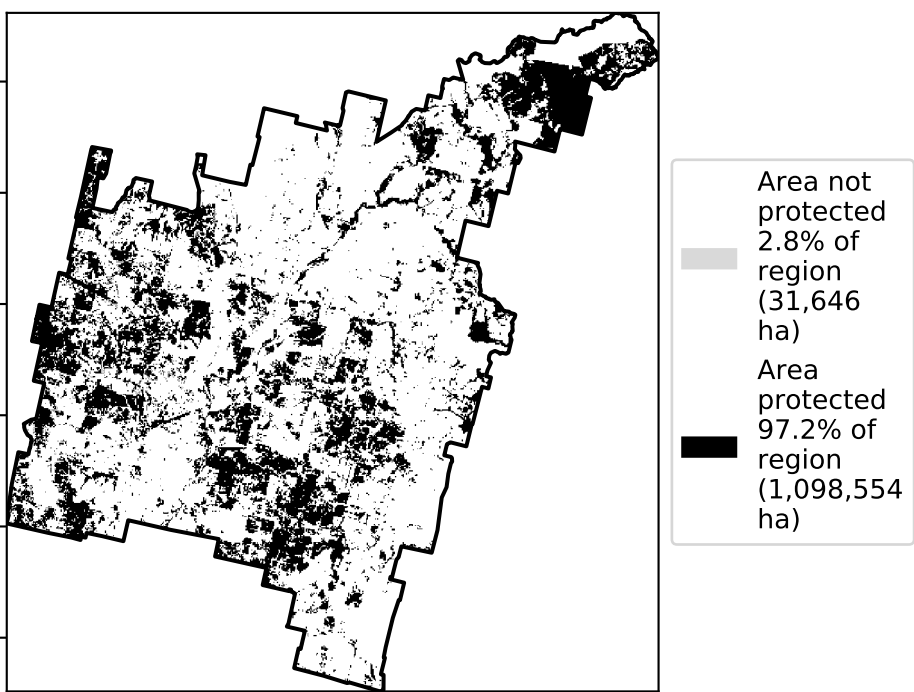 Area not
protected
2.8% of
region
(31,646
ha)
Area
protected
97.2% of
region
(1,098,554
ha)